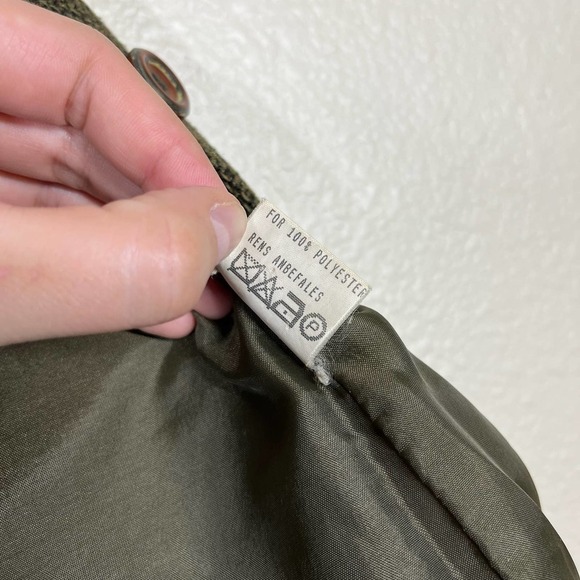 FOR 100% POLYESTER
RENS ANBEFALES
P